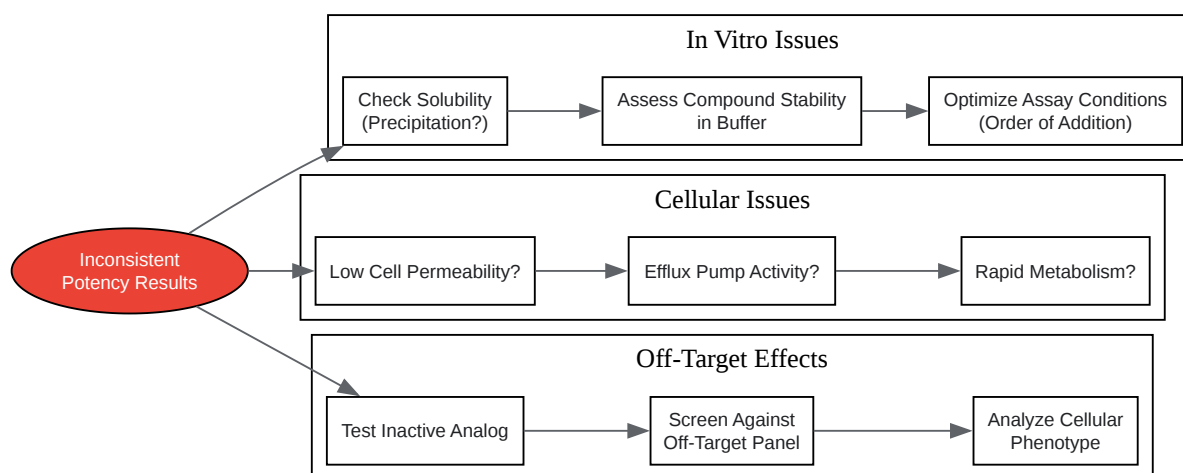 In Vitro Issues
Check Solubility
(Precipitation?)
Assess Compound Stability
in Buffer
Optimize Assay Conditions
(Order of Addition)
Cellular Issues
Inconsistent
Potency Results
Low Cell Permeability?
Efflux Pump Activity?
Rapid Metabolism?
Off-Target Effects
Test Inactive Analog
Screen Against
Off-Target Panel
Analyze Cellular
Phenotype